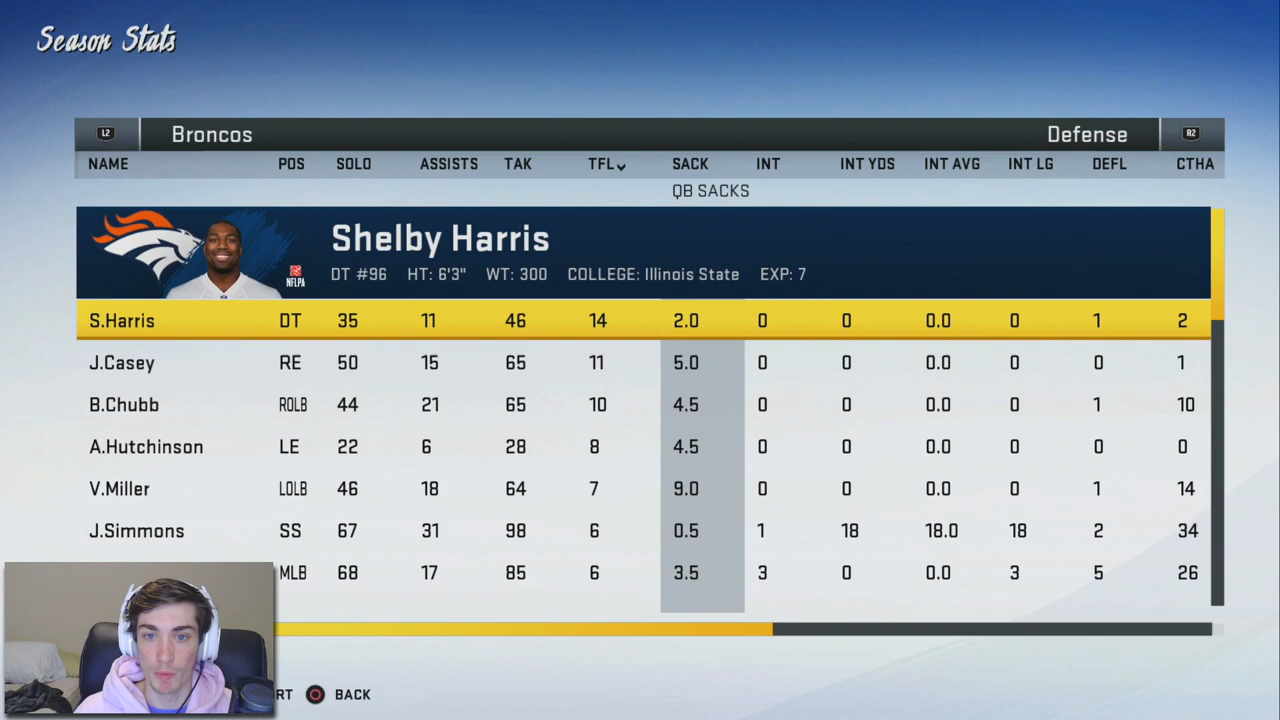 Season Stats
L2 Broncos Defense R2
NAME POS SOLO ASSISTS TAK TFL SACK INT INT YDS INT AVG INT LG DEFL CTHA
QB SACKS
Shelby Harris
DT #96 HT: 6'3" WT: 300 COLLEGE: Illinois State EXP: 7
NFLPA
S.Harris DT 35 11 46 14 2.0 0 0 0.0 0 1 2
J.Casey RE 50 15 65 11 5.0 0 0 0.0 0 0 1
B.Chubb ROLB 44 21 65 10 4.5 0 0 0.0 0 1 10
A.Hutchinson LE 22 6 28 8 4.5 0 0 0.0 0 0 0
V.Miller LOLB 46 18 64 7 9.0 0 0 0.0 0 1 14
J.Simmons SS 67 31 98 6 0.5 1 18 18.0 18 2 34
MLB 68 17 85 6 3.5 3 0 0.0 3 5 26
RT BACK